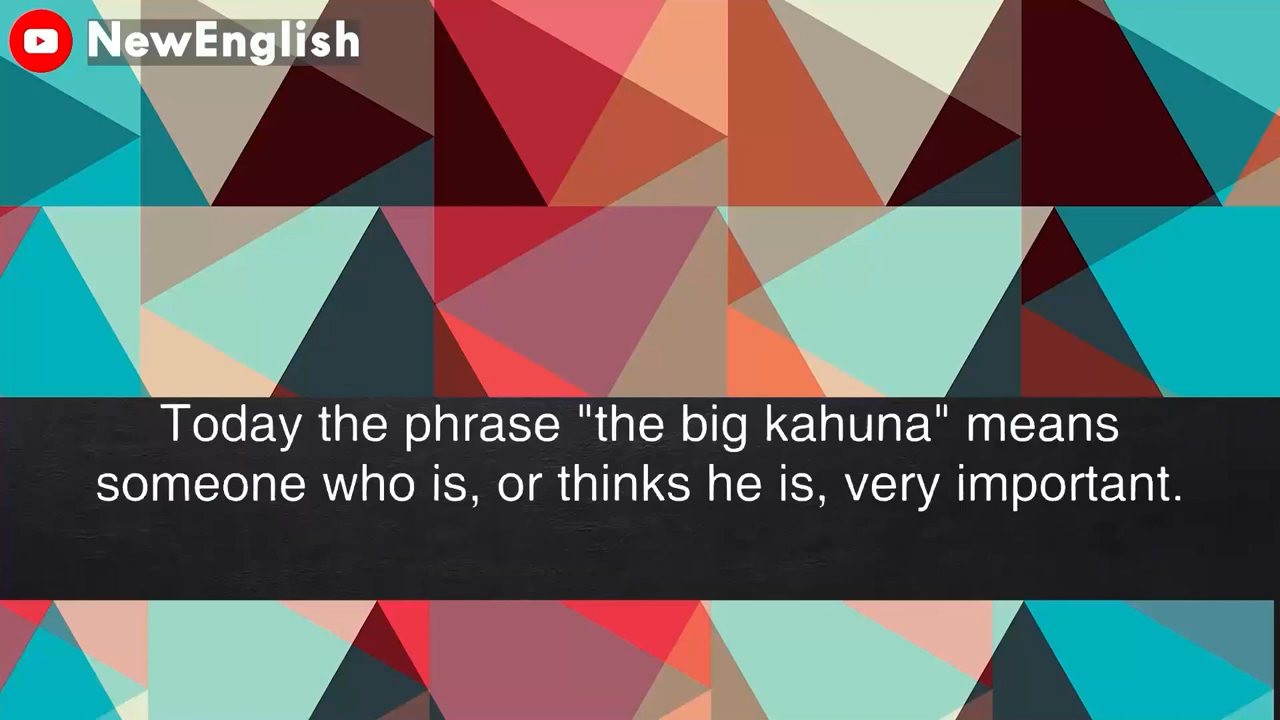 NewEnglish
Today the phrase "the big kahuna" means
someone who is, or thinks he is, very important.